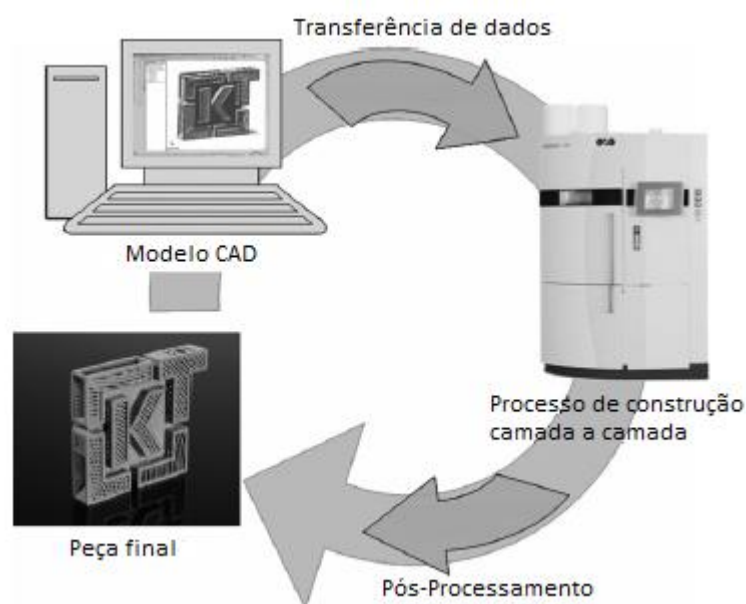 Transferência de dados
Modelo CAD
Processo de construção
camada a camada
Peça final
Pós-Processamento